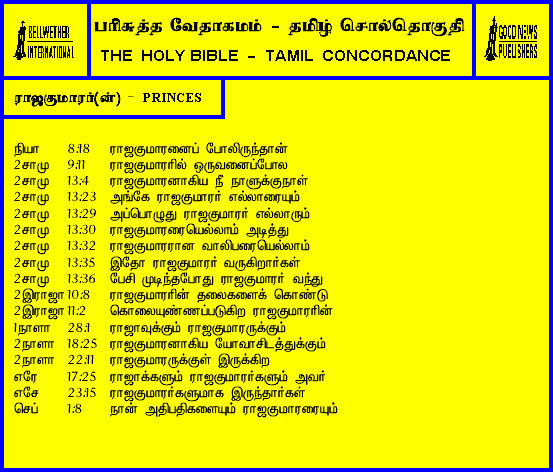 BELLWETHER INTERNATIONAL
பரிசுத்த வேதாகமம் - தமிழ் சொல்தொகுதி
THE HOLY BIBLE - TAMIL CONCORDANCE
GOOD NEWS PUBLISHERS
ராஜகுமாரர்(ன்) - PRINCES
நியா 8:18 ராஜகுமாரனைப் போலிருந்தான்
2சாமு 9:11 ராஜகுமாரரில் ஒருவனைப்போல
2சாமு 13:4 ராஜகுமாரனாகிய நீ நாளுக்குநாள்
2சாமு 13:23 அங்கே ராஜகுமாரர் எல்லாரையும்
2சாமு 13:29 அப்பொழுது ராஜகுமாரர் எல்லாரும்
2சாமு 13:30 ராஜகுமாரரையெல்லாம் அடித்து
2சாமு 13:32 ராஜகுமாரரான வாலிபரையெல்லாம்
2சாமு 13:35 இதோ ராஜகுமாரர் வருகிறார்கள்
2சாமு 13:36 பேசி முடிந்தபோது ராஜகுமாரர் வந்து
2இராஜா 10:8 ராஜகுமாரரின் தலைகளைக் கொண்டு
2இராஜா 11:2 கொலையுண்ணப்படுகிற ராஜகுமாரரின்
1நாளா 28:1 ராஜாவுக்கும் ராஜகுமாரருக்கும்
2நாளா 18:25 ராஜகுமாரனாகிய யோவாசிடத்துக்கும்
2நாளா 22:11 ராஜகுமாரருக்குள் இருக்கிற
எரே 17:25 ராஜாக்களும் ராஜகுமாரர்களும் அவர்
எசே 23:15 ராஜகுமாரர்களுமாக இருந்தார்கள்
செப் 1:8 நான் அதிபதிகளையும் ராஜகுமாரரையும்